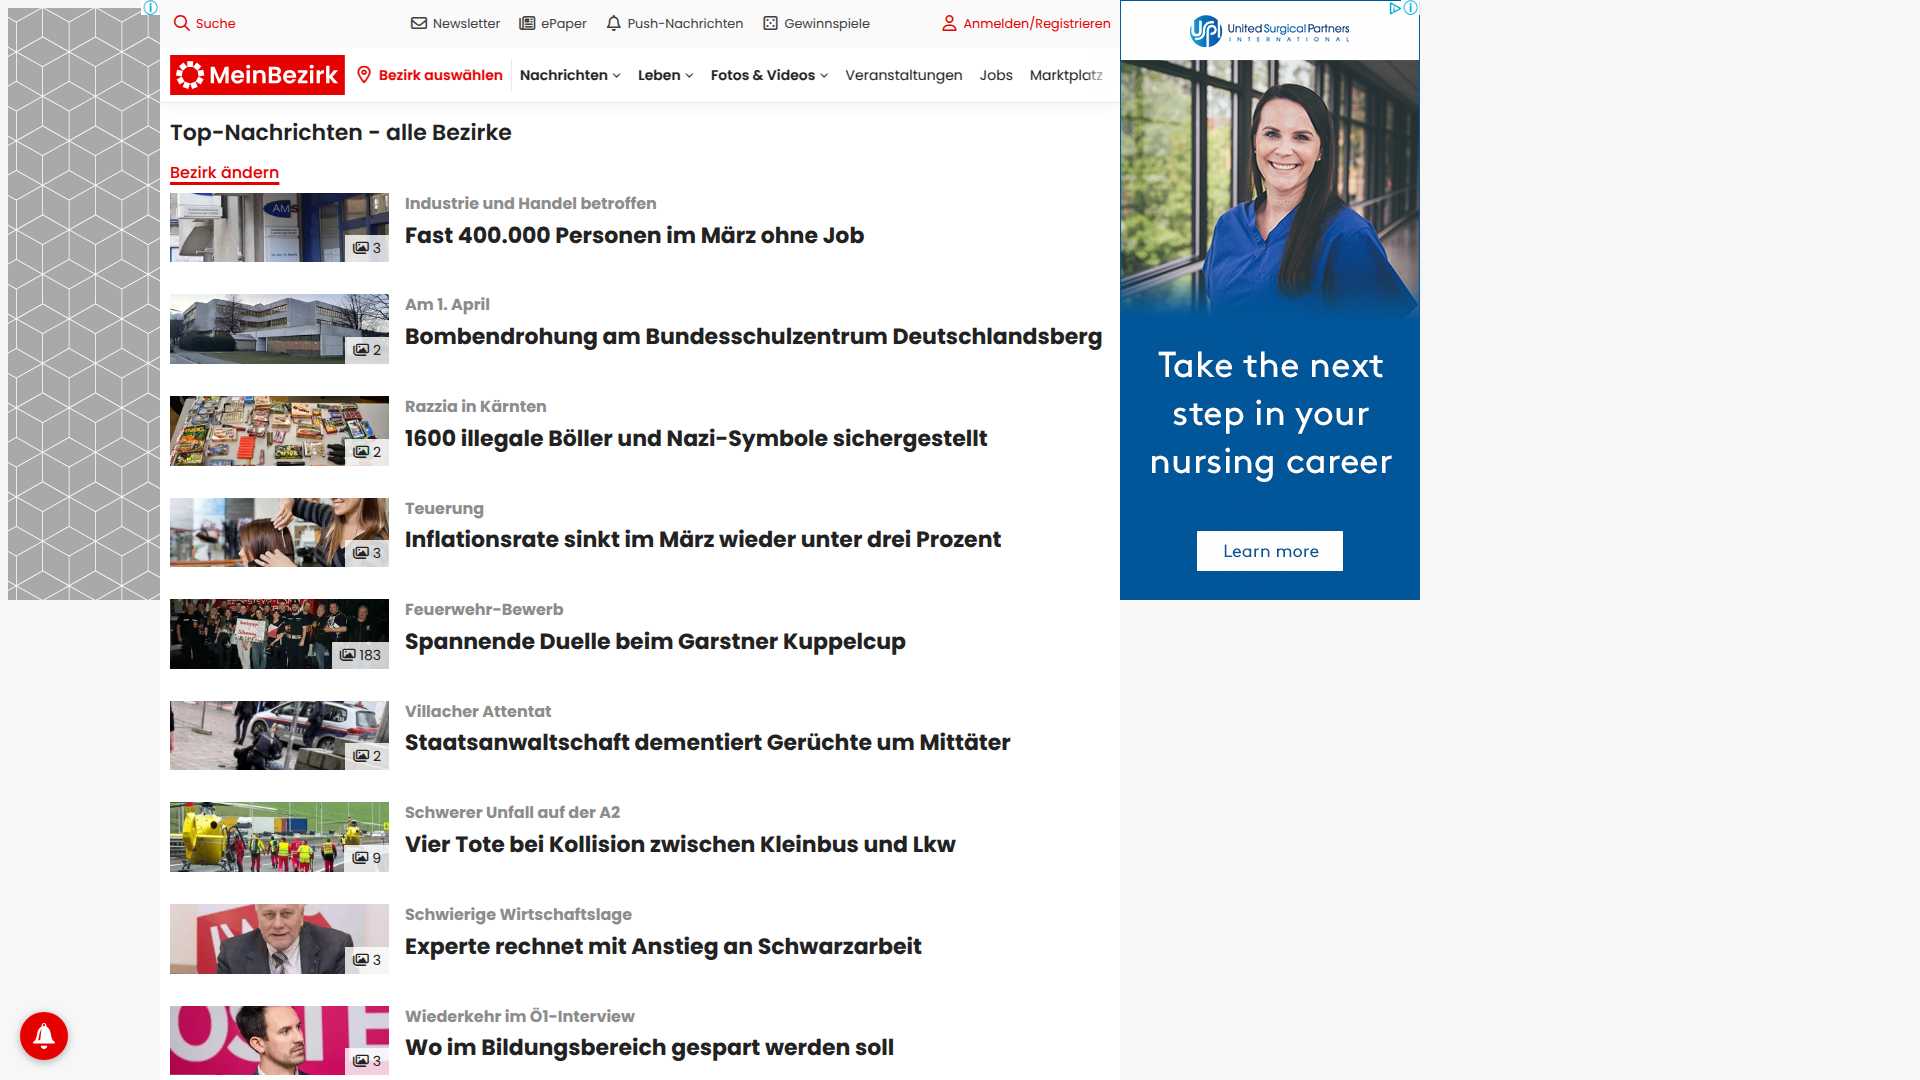 Suche
Newsletter
ePaper
Push-Nachrichten
Gewinnspiele
Anmelden/Registrieren
MeinBezirk
Bezirk auswählen
Nachrichten
Leben
Fotos & Videos
Veranstaltungen
Jobs
Marktplatz
Top-Nachrichten - alle Bezirke
Bezirk ändern
AMS
3
Industrie und Handel betroffen
Fast 400.000 Personen im März ohne Job
2
Am 1. April
Bombendrohung am Bundesschulzentrum Deutschlandsberg
2
Razzia in Kärnten
1600 illegale Böller und Nazi-Symbole sichergestellt
3
Teuerung
Inflationsrate sinkt im März wieder unter drei Prozent
183
Feuerwehr-Bewerb
Spannende Duelle beim Garstner Kuppelcup
2
Villacher Attentat
Staatsanwaltschaft dementiert Gerüchte um Mittäter
9
Schwerer Unfall auf der A2
Vier Tote bei Kollision zwischen Kleinbus und Lkw
3
Schwierige Wirtschaftslage
Experte rechnet mit Anstieg an Schwarzarbeit
3
Wiederkehr im Ö1-Interview
Wo im Bildungsbereich gespart werden soll
USPI
United Surgical Partners
INTERNATIONAL
Take the next
step in your
nursing career
Learn more